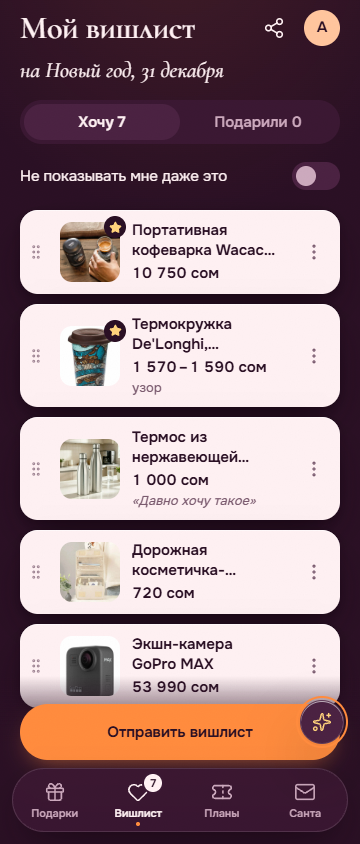 Мой вишлист
А
на Новый год, 31 декабря
Хочу 7
Подарили 0
Не показывать мне даже это
Портативная
кофеварка Wacac...
10 750 сом
Термокружка
De'Longhi,...
1 570 – 1 590 сом
узор
Термос из
нержавеющей...
1 000 сом
«Давно хочу такое»
Дорожная
косметичка-...
720 сом
Экшн-камера
GoPro MAX
53 990 сом
Отправить вишлист
7
Подарки
Вишлист
Планы
Санта